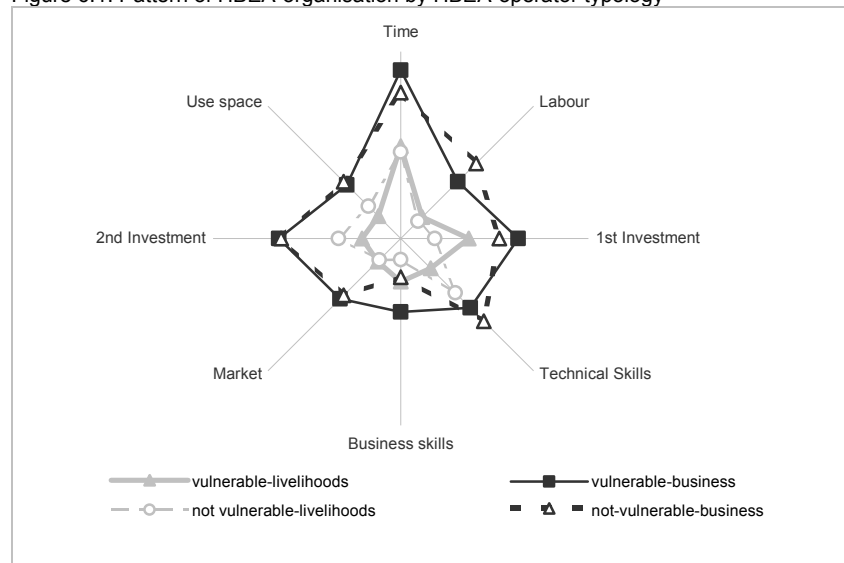 Figure Pattern of HBEA organisation by HBEA operator typology
Time
Use space
Labour
2nd Investment
1st Investment
Market
Technical Skills
Business skills
vulnerable-livelihoods
vulnerable-business
not vulnerable-livelihoods
not-vulnerable-business